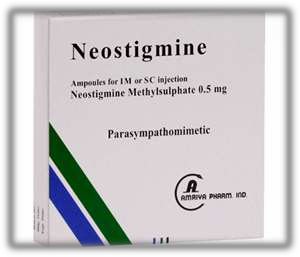 Neostigmine
Ampoules for IM or SC injection
Neostigmine Methylsulphate 0.5 mg
Parasympathomimetic
A
AMRIYA PHARM. IND.